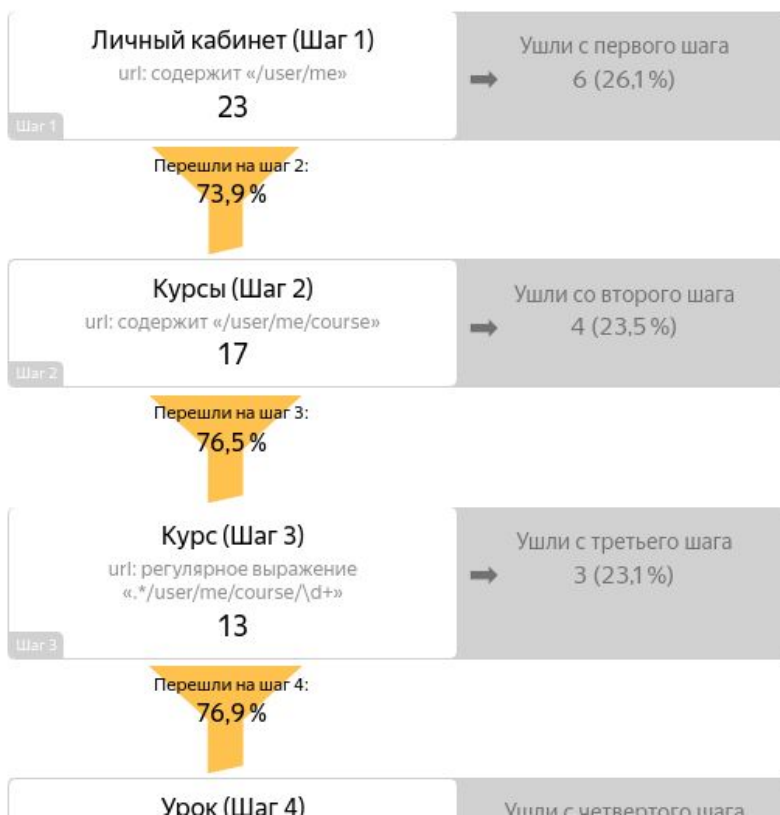 Личный кабинет (Шаг 1)
url: содержит «/user/me»
23
Шаг 1
Ушли с первого шага
6 (26,1%)
Перешли на шаг 2:
73,9 %
Курсы (Шаг 2)
url: содержит «/user/me/course»
17
Шаг 2
Ушли со второго шага
4 (23,5 %)
Перешли на шаг 3:
76,5 %
Курс (Шаг 3)
url: регулярное выражение
«.*/user/me/course/\d+»
13
Шаг 3
Ушли с третьего шага
3 (23,1 %)
Перешли на шаг 4:
76,9 %
Урок (Шаг 4)
Ушли с четвертого шага